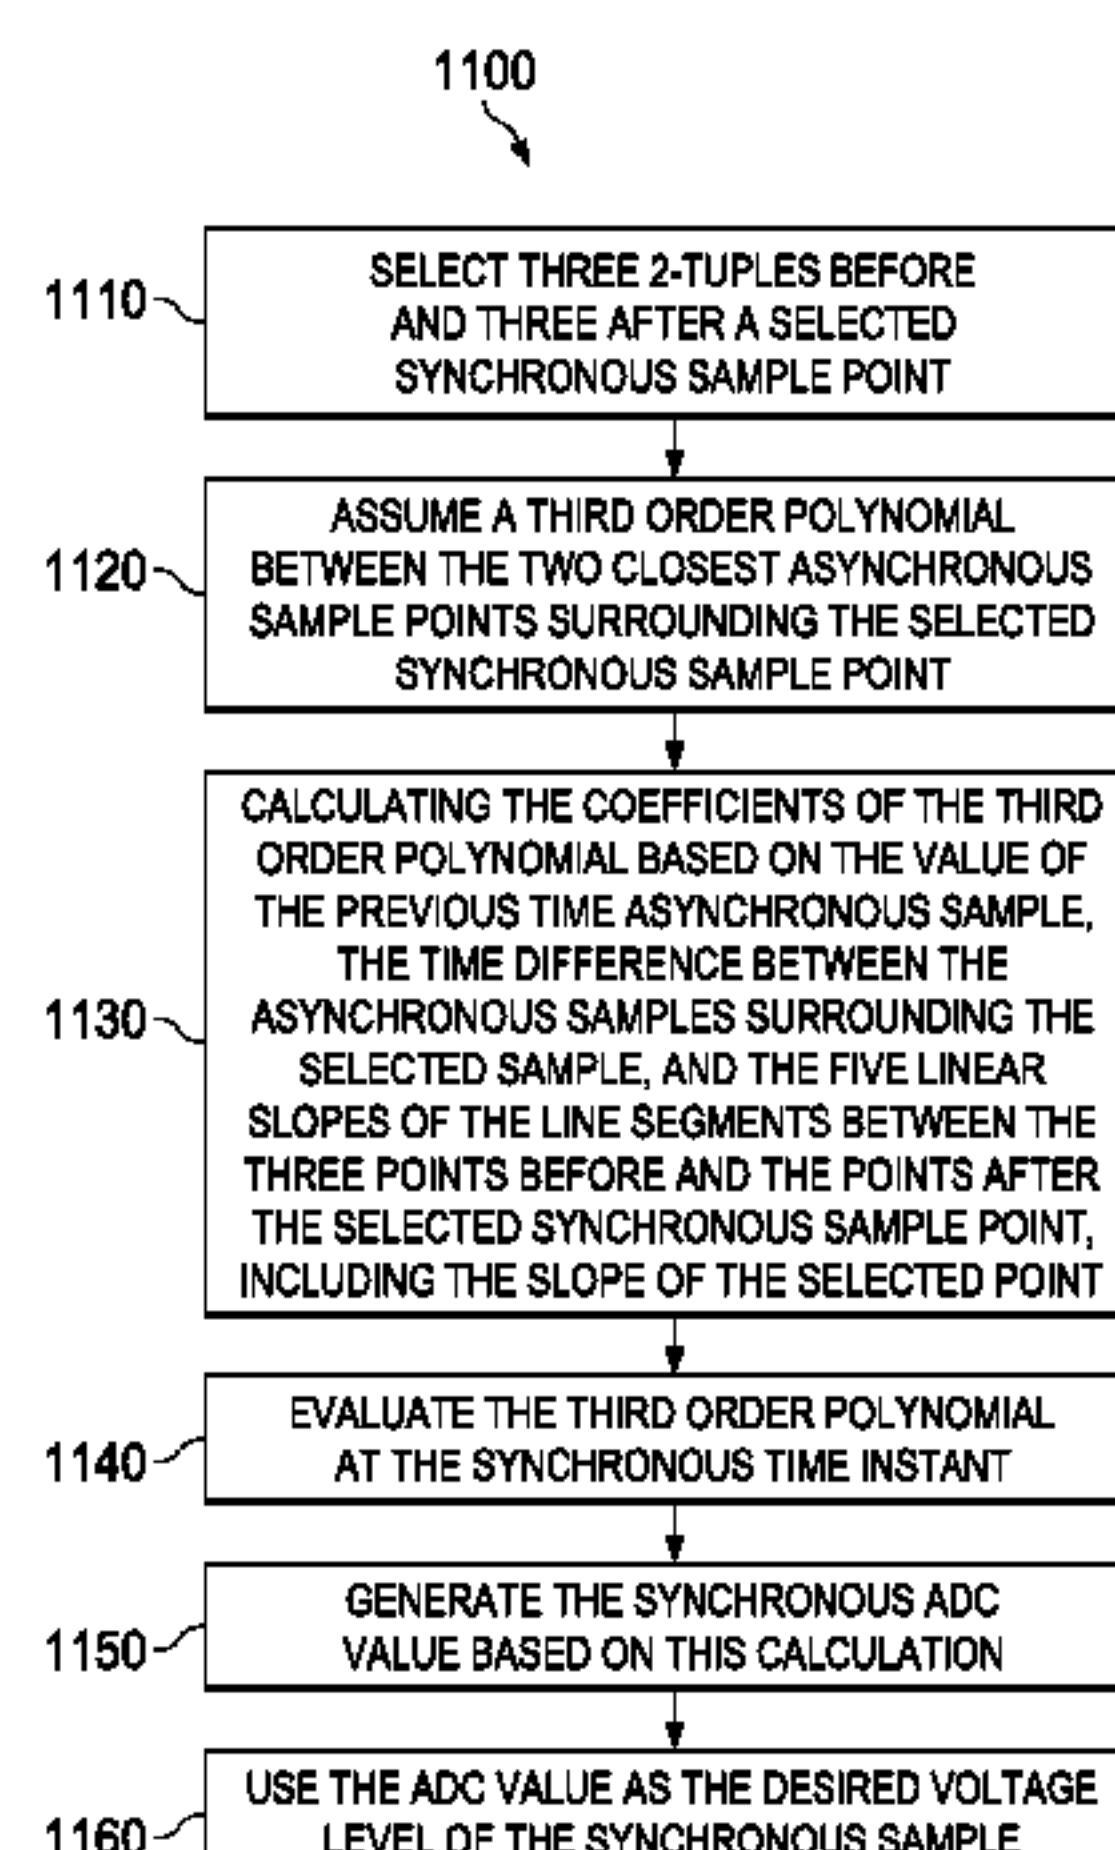 1100
1110
SELECT THREE 2-TUPLES BEFORE
AND THREE AFTER A SELECTED
SYNCHRONOUS SAMPLE POINT
1120
ASSUME A THIRD ORDER POLYNOMIAL
BETWEEN THE TWO CLOSEST ASYNCHRONOUS
SAMPLE POINTS SURROUNDING THE SELECTED
SYNCHRONOUS SAMPLE POINT
1130
CALCULATING THE COEFFICIENTS OF THE THIRD
ORDER POLYNOMIAL BASED ON THE VALUE OF
THE PREVIOUS TIME ASYNCHRONOUS SAMPLE,
THE TIME DIFFERENCE BETWEEN THE
ASYNCHRONOUS SAMPLES SURROUNDING THE
SELECTED SAMPLE, AND THE FIVE LINEAR
SLOPES OF THE LINE SEGMENTS BETWEEN THE
THREE POINTS BEFORE AND THE POINTS AFTER
THE SELECTED SYNCHRONOUS SAMPLE POINT,
INCLUDING THE SLOPE OF THE SELECTED POINT
1140
EVALUATE THE THIRD ORDER POLYNOMIAL
AT THE SYNCHRONOUS TIME INSTANT
1150
GENERATE THE SYNCHRONOUS ADC
VALUE BASED ON THIS CALCULATION
1160
USE THE ADC VALUE AS THE DESIRED VOLTAGE
LEVEL OF THE SYNCHRONOUS SAMPLE